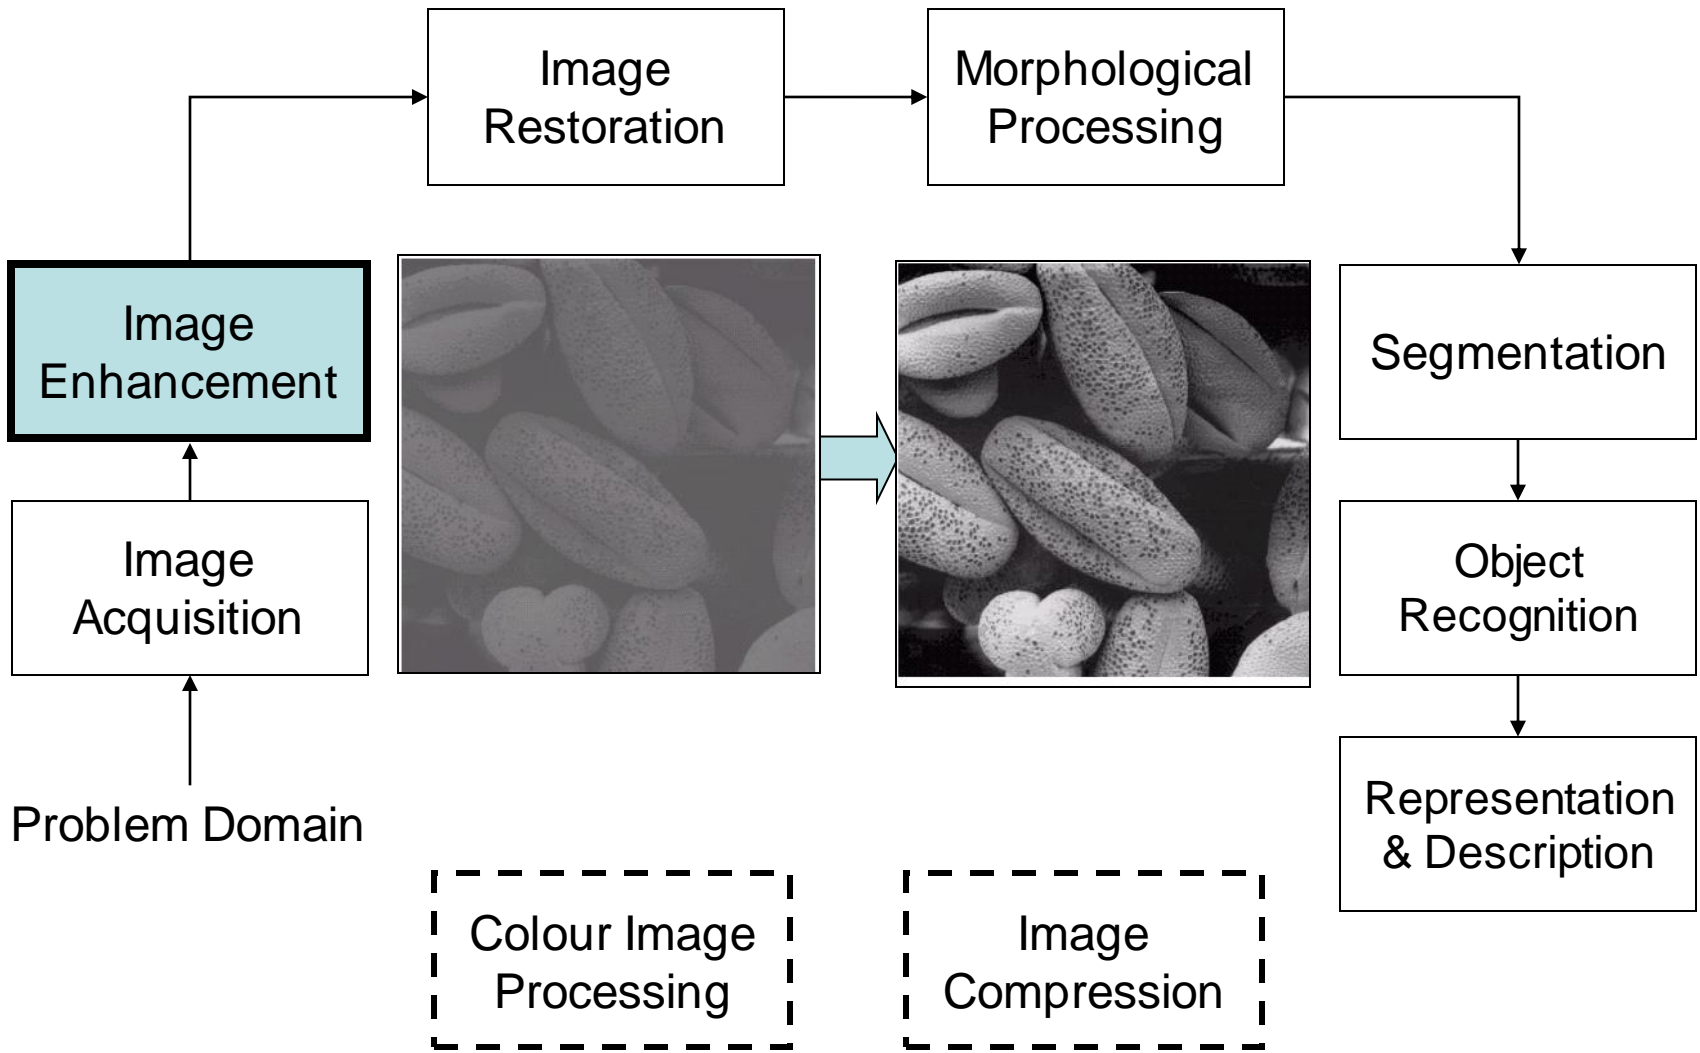 Image
Restoration
Morphological
Processing
Image
Enhancement
Segmentation
Image
Acquisition
Object
Recognition
Problem Domain
Representation
& Description
Colour Image
Processing
Image
Compression